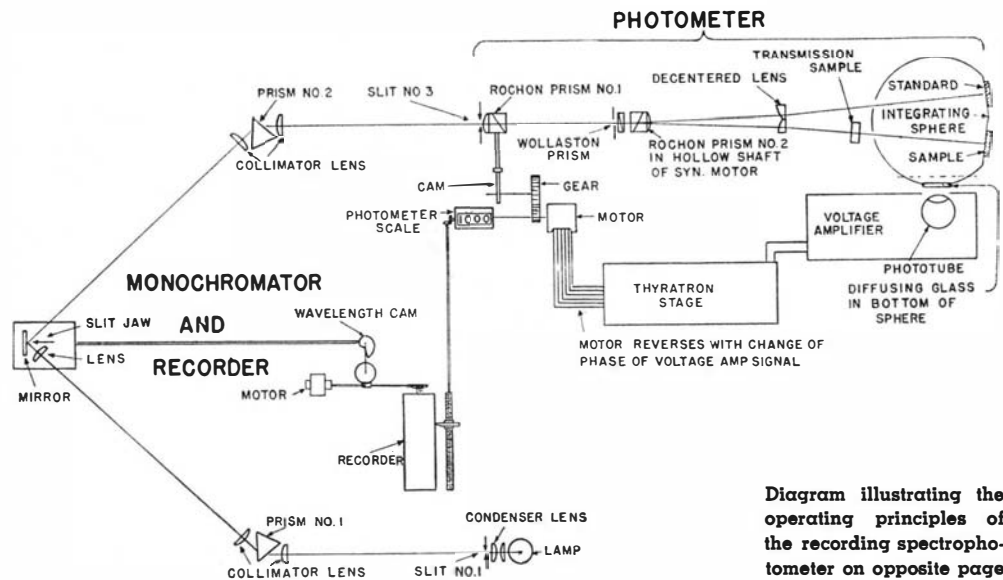 PHOTOMETER
TRANSMISSION
SAMPLE
DECENTERED LENS
STANDARD
PRISM NO.2
SLIT NO 3
ROCHON PRISM NO.1
INTEGRATING
SPHERE
COLLIMATOR LENS
WOLLASTON
PRISM
ROCHON PRISM NO.2
IN HOLLOW SHAFT
OF SYN. MOTOR
SAMPLE
CAM
GEAR
PHOTOMETER
SCALE
1000
MOTOR
VOLTAGE
AMPLIFIER
PHOTOTUBE
DIFFUSING GLASS
IN BOTTOM OF
SPHERE
THYRATRON
STAGE
MOTOR REVERSES WITH CHANGE OF
PHASE OF VOLTAGE AMP SIGNAL
MONOCHROMATOR
AND
RECORDER
SLIT JAW
LENS
MIRROR
WAVELENGTH CAM
MOTOR
RECORDER
PRISM NO.1
COLLIMATOR LENS
CONDENSER LENS
SLIT NO.1
LAMP
Diagram illustrating the
operating principles of
the recording spectropho-
tometer on opposite page